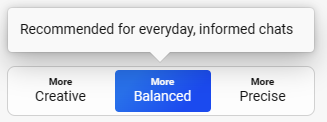 Recommended for everyday, informed chats
More
Creative
More
Balanced
More
Precise